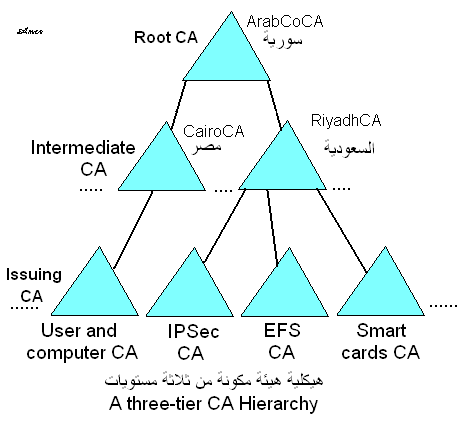 ArabCoCA
Root CA
سورية
RiyadhCA
CairoCA
Intermediate
CA
مصر
السعودية
..... .... ....
Issuing
CA
...... ......
User and
computer CA
IPSec
CA
EFS
CA
Smart
cards CA
هيكلية هيئة مكونة من ثلاثة مستويات
A three-tier CA Hierarchy